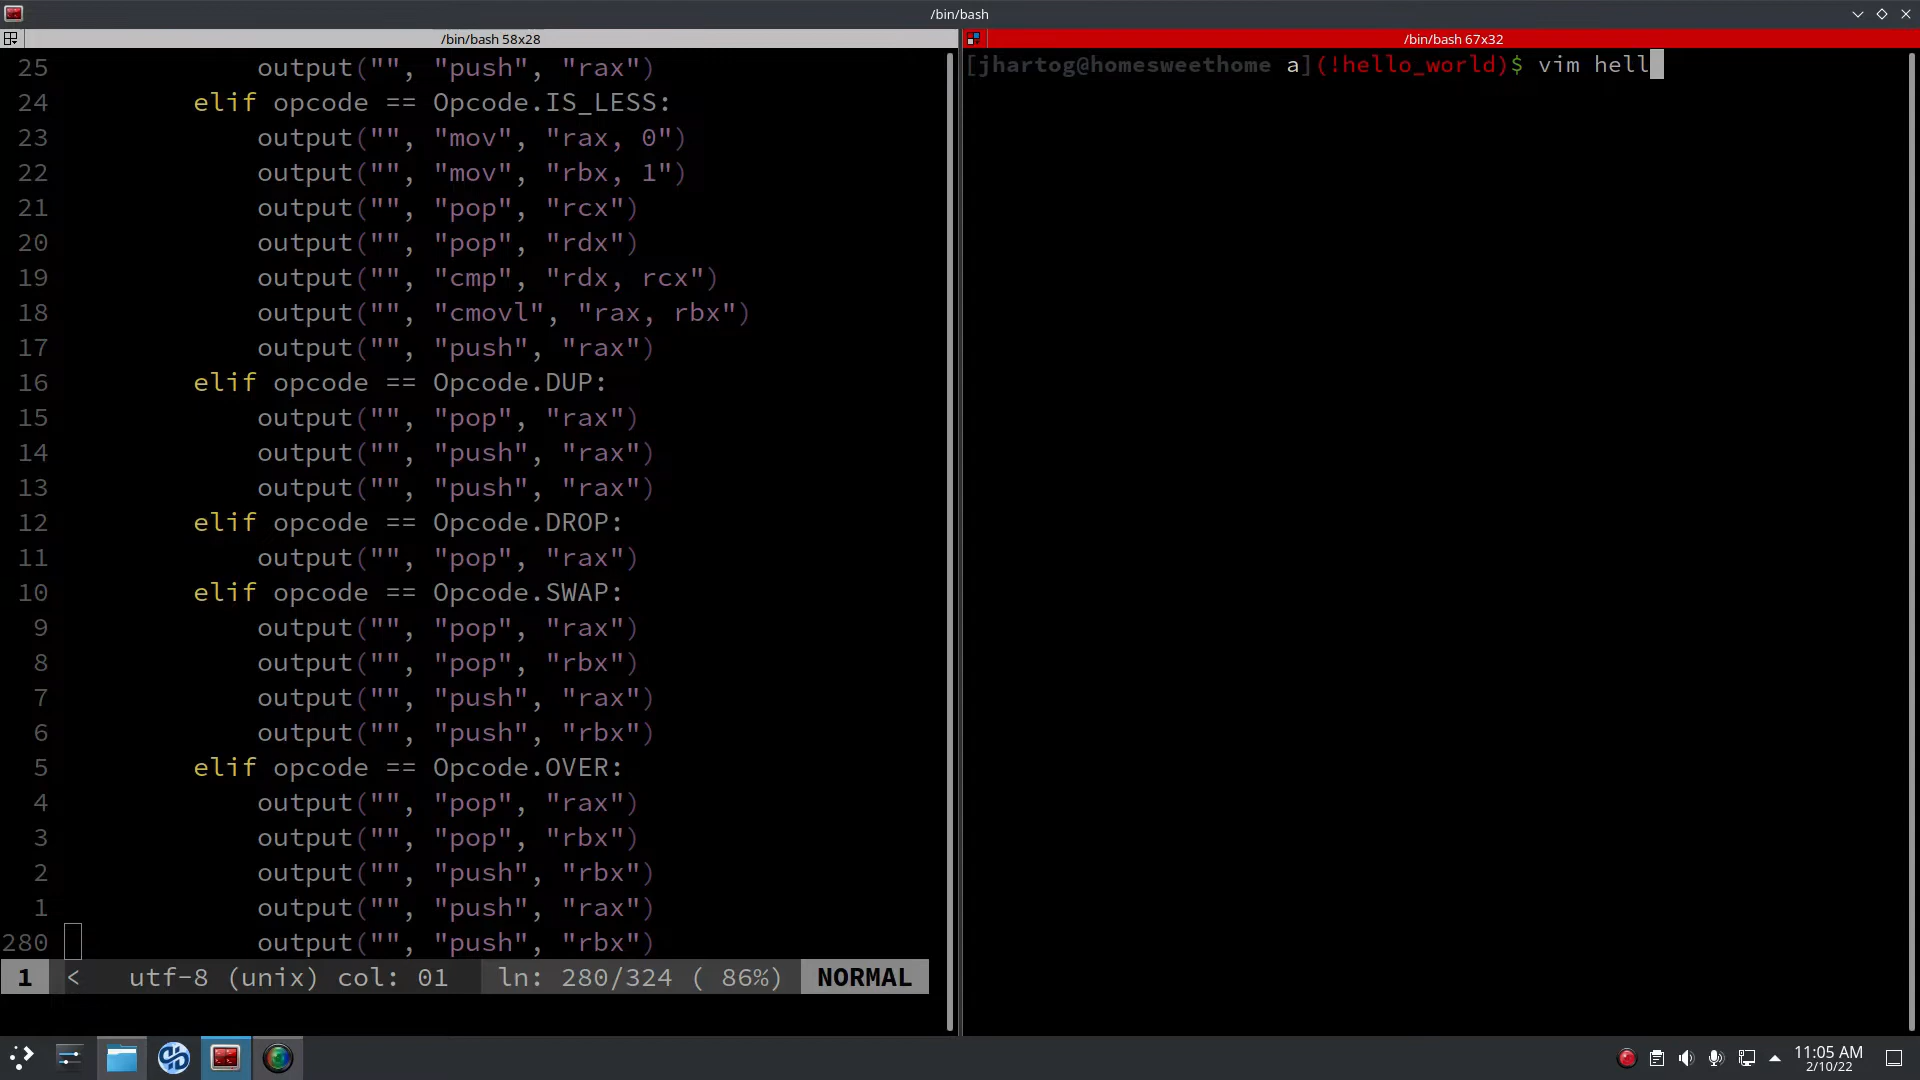 /bin/bash
/bin/bash 58x28
25 output("", "push", "rax")
24 elif opcode == Opcode.IS_LESS:
23 output("", "mov", "rax, 0")
22 output("", "mov", "rbx, 1")
21 output("", "pop", "rcx")
20 output("", "pop", "rdx")
19 output("", "cmp", "rdx, rcx")
18 output("", "cmovl", "rax, rbx")
17 output("", "push", "rax")
16 elif opcode == Opcode.DUP:
15 output("", "pop", "rax")
14 output("", "push", "rax")
13 output("", "push", "rax")
12 elif opcode == Opcode.DROP:
11 output("", "pop", "rax")
10 elif opcode == Opcode.SWAP:
9 output("", "pop", "rax")
8 output("", "pop", "rbx")
7 output("", "push", "rax")
6 output("", "push", "rbx")
5 elif opcode == Opcode.OVER:
4 output("", "pop", "rax")
3 output("", "pop", "rbx")
2 output("", "push", "rbx")
1 output("", "push", "rax")
280 output("", "push", "rbx")
1 < utf-8 (unix) col: 01 ln: 280/324 ( 86%) NORMAL
/bin/bash 67x32
[jhartog@homesweethome a](!hello_world)$ vim hell
11:05 AM
2/10/22